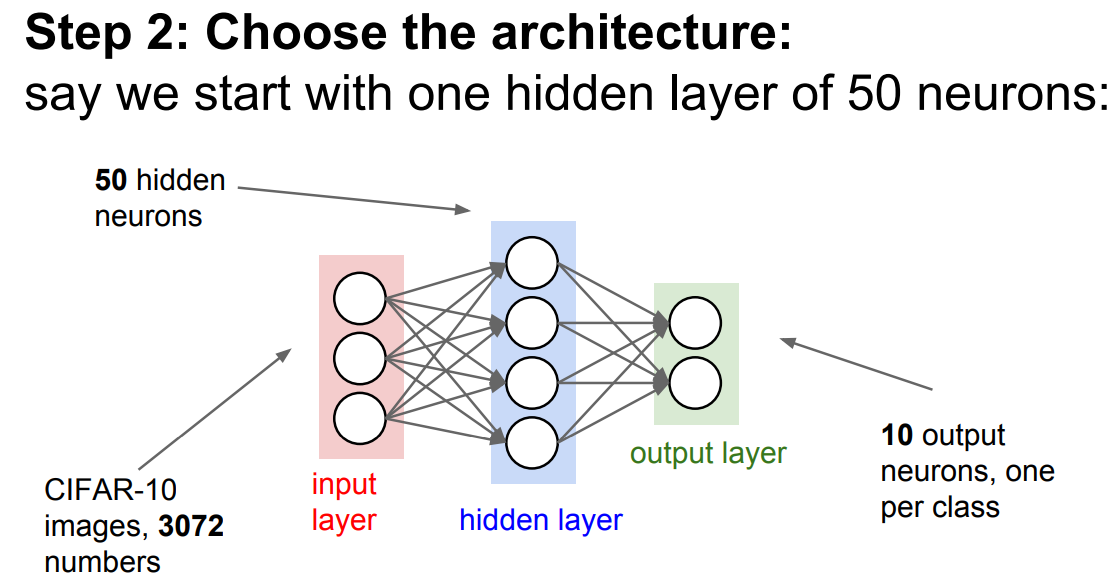 Step 2: Choose the architecture:
say we start with one hidden layer of 50 neurons:
50 hidden
neurons
CIFAR-10
images, 3072
numbers
input
layer
hidden layer
output layer
10 output
neurons, one
per class